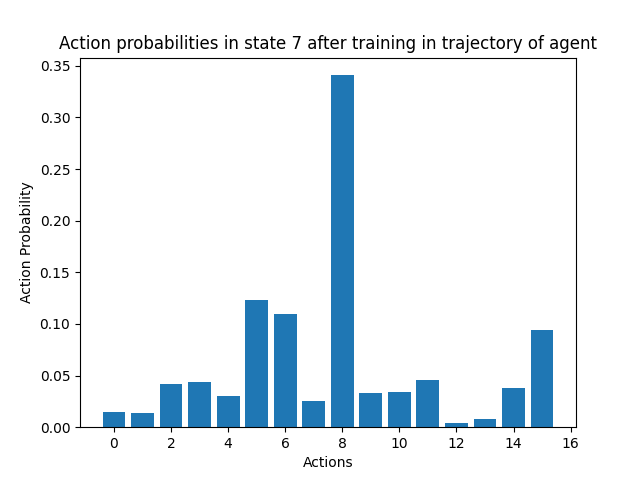 Action probabilities in state 7 after training in trajectory of agent
0.35
0.30
0.25
0.20
0.15
0.10
0.05
0.00
Action Probability
0 2 4 6 8 10 12 14 16
Actions